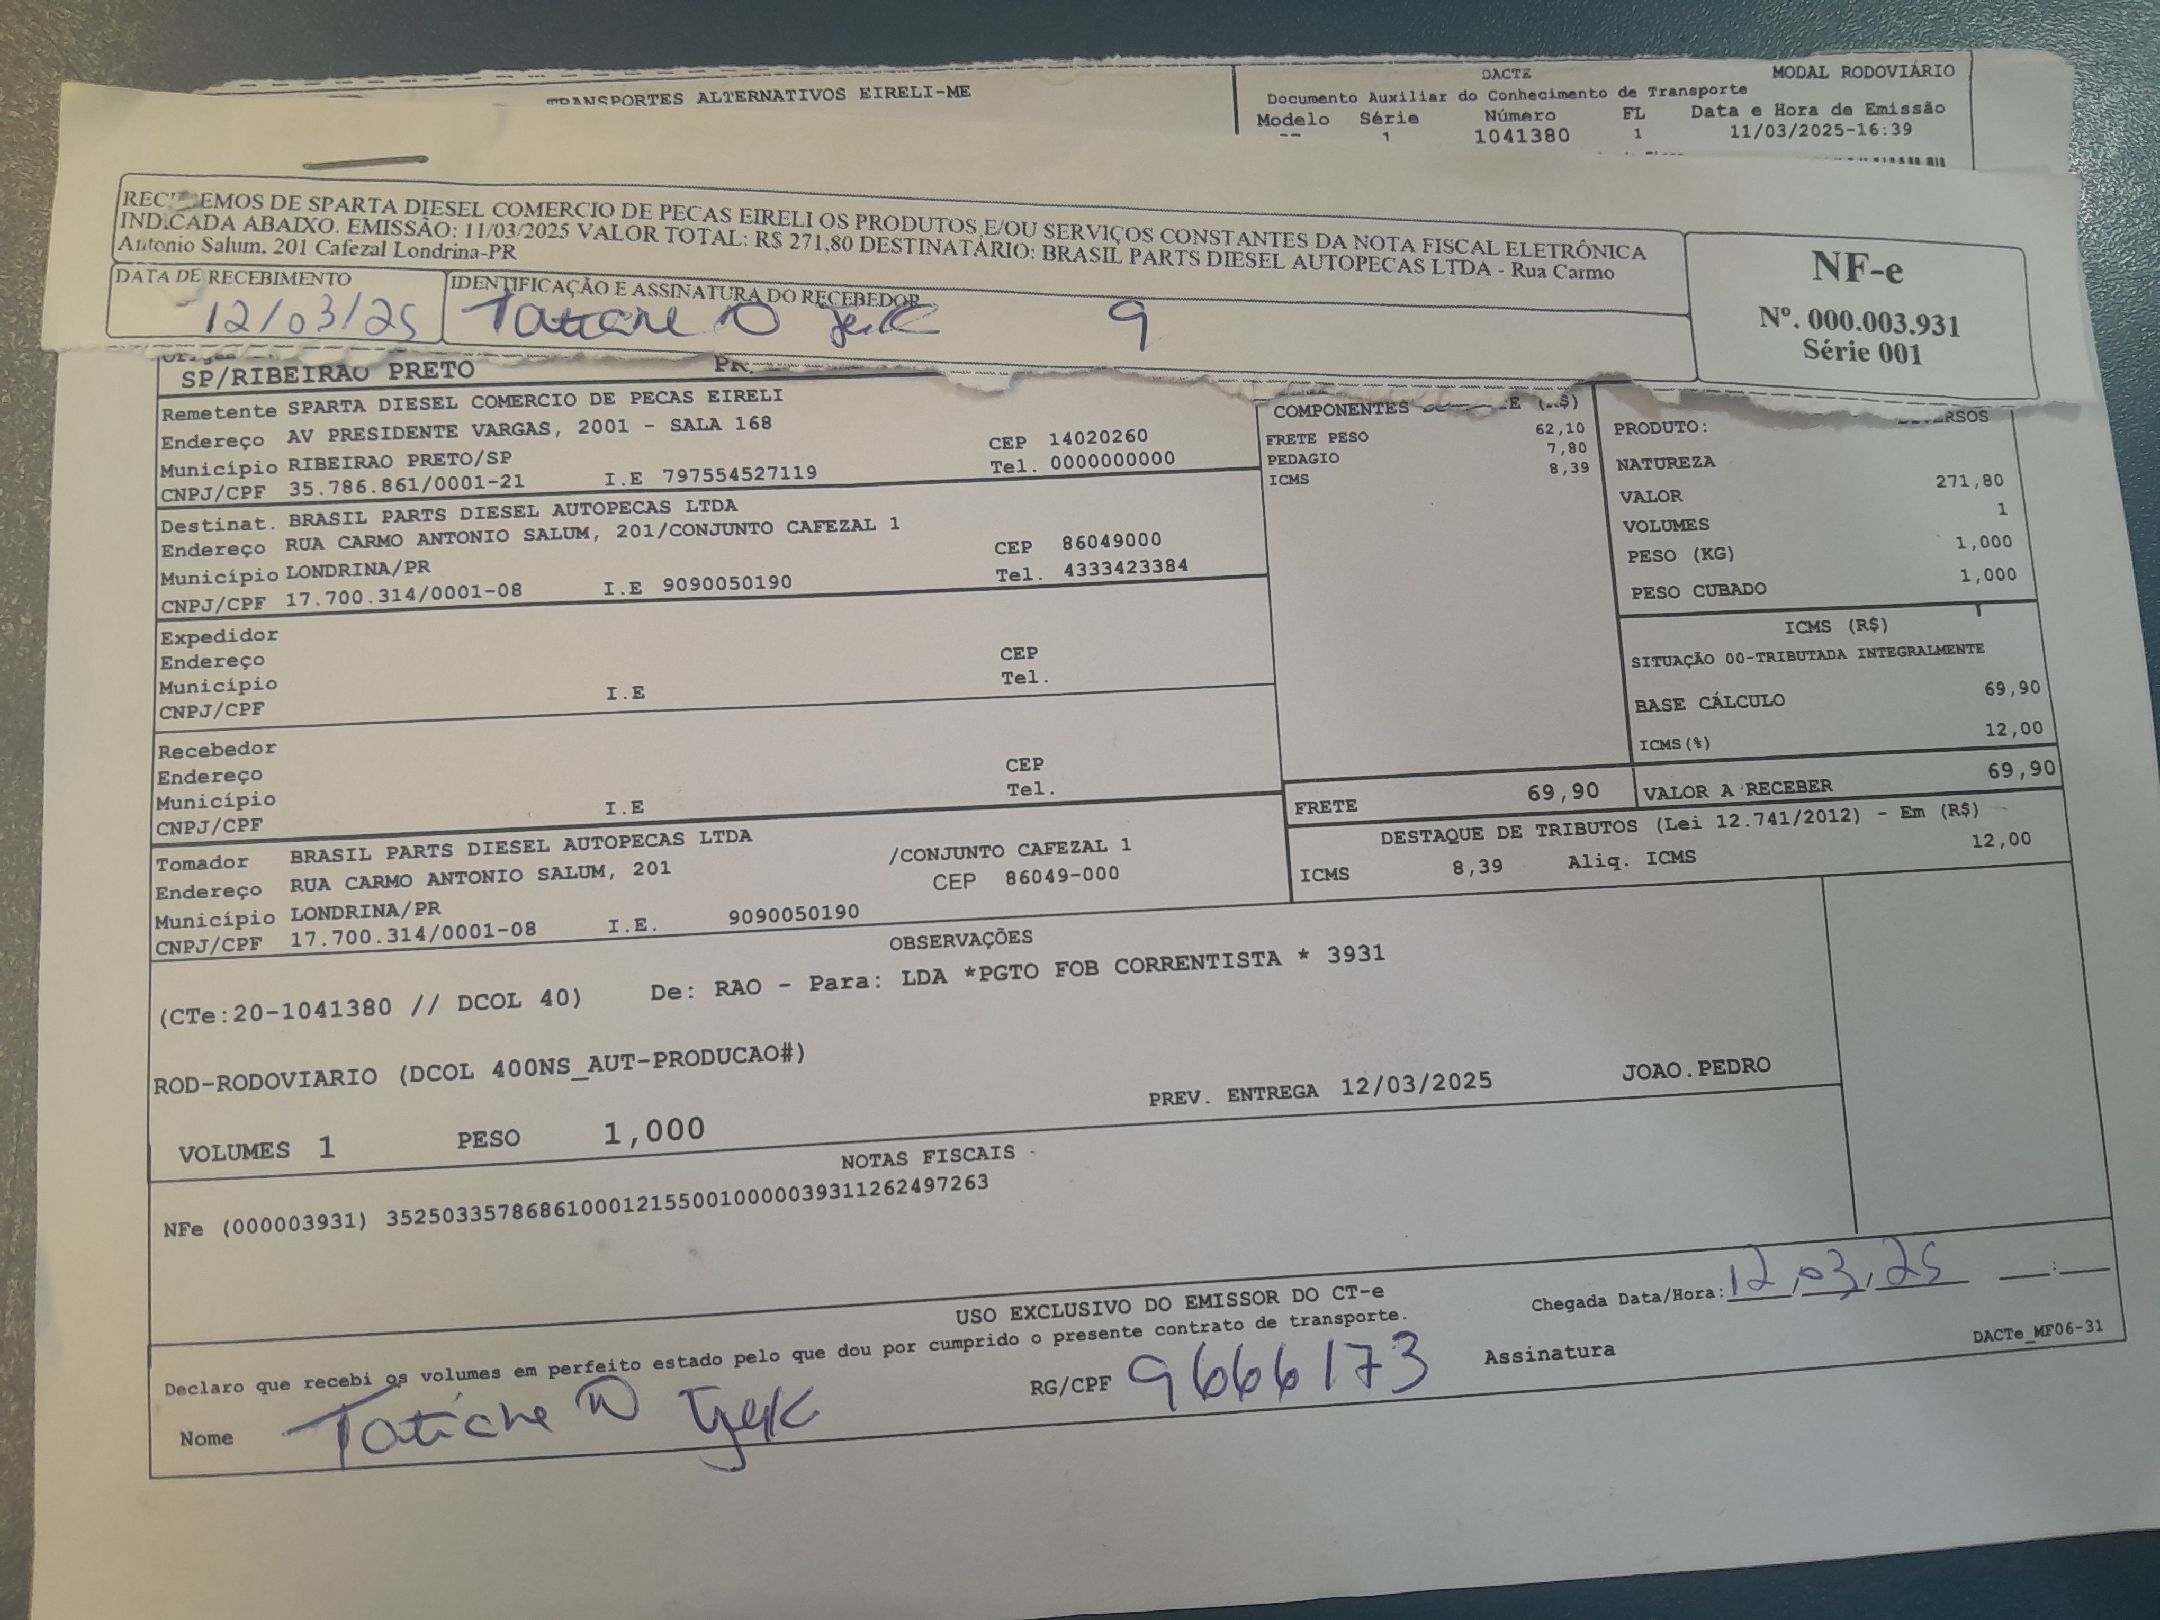 TRANSPORTES ALTERNATIVOS EIRELI-ME
DACTE
MODAL RODOVIÁRIO
Documento Auxiliar do Conhecimento de Transporte
Modelo Série Número FL Data e Hora de Emissão
1 1041380 1 11/03/2025-16:39
RECEBEMOS DE SPARTA DIESEL COMERCIO DE PECAS EIRELI OS PRODUTOS E/OU SERVIÇOS CONSTANTES DA NOTA FISCAL ELETRÔNICA
INDICADA ABAIXO. EMISSÃO: 11/03/2025 VALOR TOTAL: R$ 271,80 DESTINATÁRIO: BRASIL PARTS DIESEL AUTOPECAS LTDA - Rua Carmo
Antonio Salum, 201 Cafezal Londrina-PR
NF-e
Nº. 000.003.931
Série 001
DATA DE RECEBIMENTO
12/03/25
IDENTIFICAÇÃO E ASSINATURA DO RECEBEDOR
Tatiane D 9
SP/RIBEIRAO PRETO
Remetente SPARTA DIESEL COMERCIO DE PECAS EIRELI
Endereço AV PRESIDENTE VARGAS, 2001 - SALA 168 CEP 14020260
Município RIBEIRAO PRETO/SP Tel. 0000000000
CNPJ/CPF 35.786.861/0001-21 I.E 797554527119
Destinat. BRASIL PARTS DIESEL AUTOPECAS LTDA
Endereço RUA CARMO ANTONIO SALUM, 201/CONJUNTO CAFEZAL 1 CEP 86049000
Município LONDRINA/PR Tel. 4333423384
CNPJ/CPF 17.700.314/0001-08 I.E 9090050190
Expedidor
Endereço CEP
Município Tel.
CNPJ/CPF I.E
Recebedor
Endereço CEP
Município Tel.
CNPJ/CPF I.E
Tomador BRASIL PARTS DIESEL AUTOPECAS LTDA
Endereço RUA CARMO ANTONIO SALUM, 201 /CONJUNTO CAFEZAL 1
Município LONDRINA/PR CEP 86049-000
CNPJ/CPF 17.700.314/0001-08 I.E. 9090050190
COMPONENTES (R$)
FRETE PESO 62,10
PEDAGIO 7,80
ICMS 8,39
PRODUTO:
NATUREZA
VALOR 271,80
VOLUMES 1
PESO (KG) 1,000
PESO CUBADO 1,000
ICMS (R$)
SITUAÇÃO 00-TRIBUTADA INTEGRALMENTE
BASE CÁLCULO 69,90
ICMS(%) 12,00
FRETE 69,90 VALOR A RECEBER 69,90
DESTAQUE DE TRIBUTOS (Lei 12.741/2012) - Em (R$)
ICMS 8,39 Aliq. ICMS 12,00
OBSERVAÇÕES
(CTe:20-1041380 // DCOL 40) De: RAO - Para: LDA *PGTO FOB CORRENTISTA * 3931
ROD-RODOVIARIO (DCOL 400NS_AUT-PRODUCAO#)
PREV. ENTREGA 12/03/2025 JOAO.PEDRO
VOLUMES 1 PESO 1,000
NOTAS FISCAIS
NFe (000003931) 35250335786861000121550010000039311262497263
USO EXCLUSIVO DO EMISSOR DO CT-e
Chegada Data/Hora: 12/03/25
Declaro que recebi os volumes em perfeito estado pelo que dou por cumprido o presente contrato de transporte.
Nome Tatiane D RG/CPF 9666173 Assinatura
DACTe_MF06-31